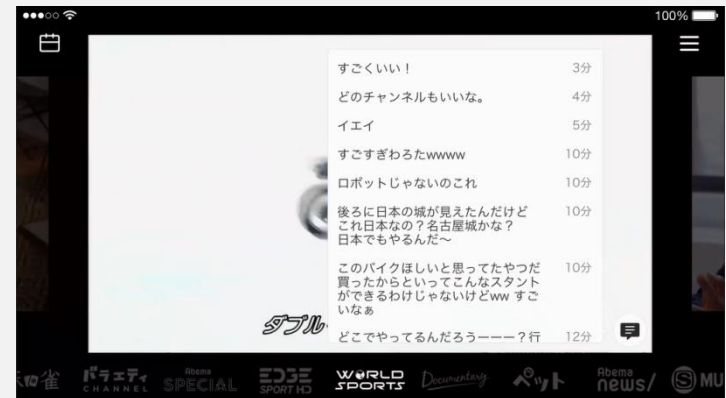 100%
すごくいい！ 3分
どのチャンネルもいいな。 4分
イエイ 5分
すごすぎわろたwwww 10分
ロボットじゃないのこれ 10分
後ろに日本の城が見えたんだけど 10分
これ日本なの？名古屋城かな？
日本でもやるんだ〜
このバイクほしいと思ってたやつだ 10分
買ったからといってこんなスタント
ができるわけじゃないけどww すご
いなぁ
どこでやってるんだろうーーー？行 12分
ダブル
雀 バラエティ CHANNEL Abema SPECIAL EDGE SPORT HD WORLD SPORTS Documentary ペット Abema news/ MU